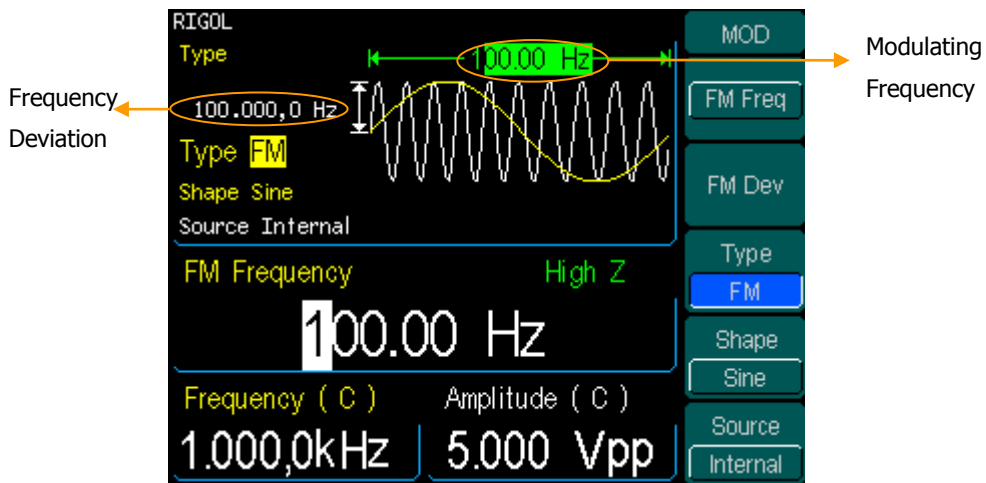 RIGOL
Type
100.00 Hz
100.000,0 Hz
Type FM
Shape Sine
Source Internal
FM Frequency
High Z
100.00 Hz
Frequency ( C )
Amplitude ( C )
1.000,0kHz
5.000 Vpp
MOD
FM Freq
FM Dev
Type
FM
Shape
Sine
Source
Internal
Frequency
Deviation
Modulating
Frequency